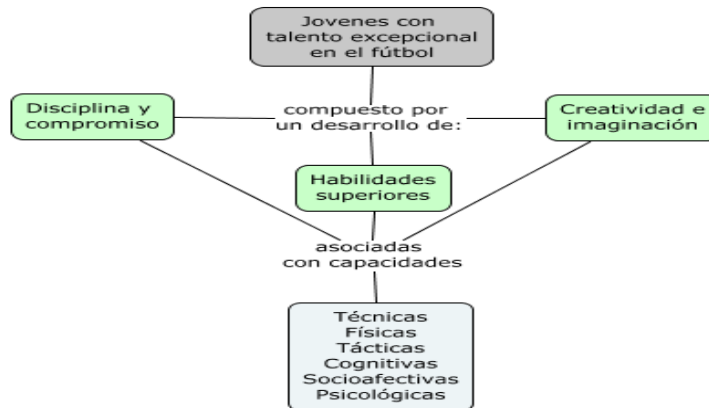 Jovenes con
talento excepcional
en el fútbol
Disciplina y
compromiso
compuesto por
un desarrollo de:
Creatividad e
imaginación
Habilidades
superiores
asociadas
con capacidades
Técnicas
Físicas
Tácticas
Cognitivas
Socioafectivas
Psicológicas